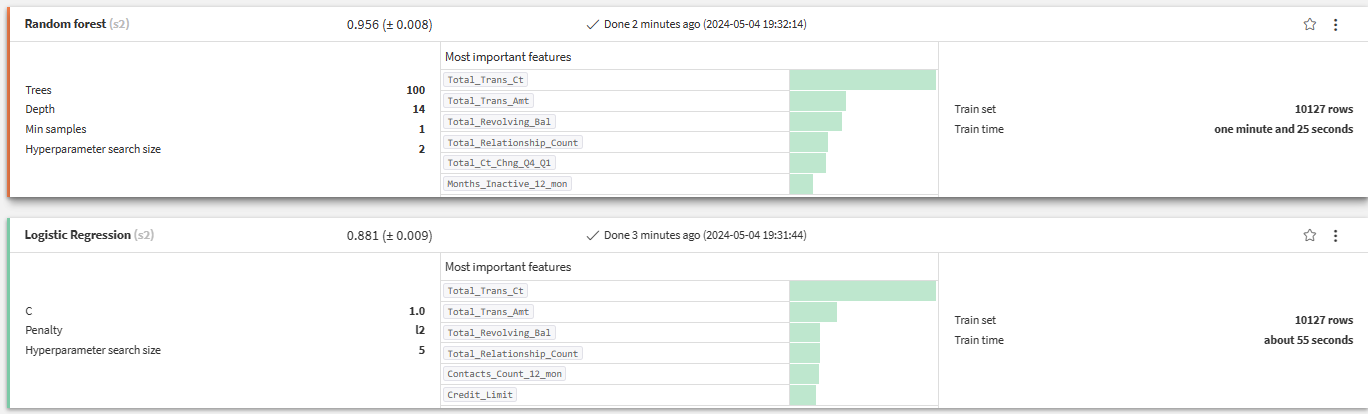 Random forest (s2) 0.956 (± 0.008) Done 2 minutes ago (2024-05-04 19:32:14)
Most important features
Trees 100
Depth 14
Min samples 1
Hyperparameter search size 2
Total_Trans_Ct
Total_Trans_Amt
Total_Revolving_Bal
Total_Relationship_Count
Total_Ct_Chng_Q4_Q1
Months_Inactive_12_mon
Train set 10127 rows
Train time one minute and 25 seconds
Logistic Regression (s2) 0.881 (± 0.009) Done 3 minutes ago (2024-05-04 19:31:44)
Most important features
C 1.0
Penalty l2
Hyperparameter search size 5
Total_Trans_Ct
Total_Trans_Amt
Total_Revolving_Bal
Total_Relationship_Count
Contacts_Count_12_mon
Credit_Limit
Train set 10127 rows
Train time about 55 seconds